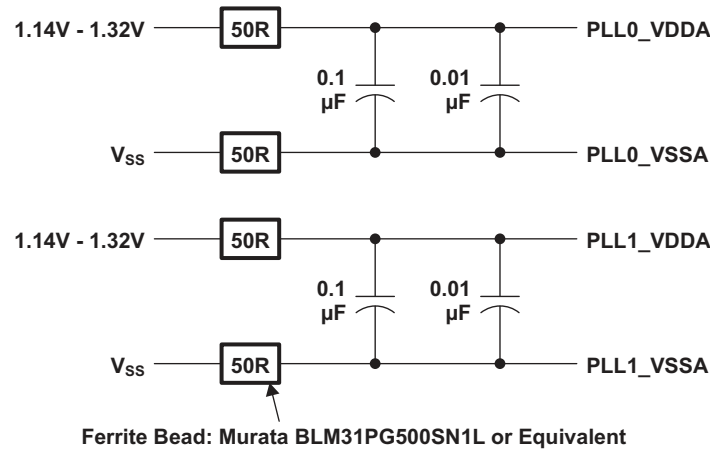 1.14V - 1.32V 50R PLL0_VDDA
0.1 0.01
µF µF
VSS 50R PLL0_VSSA
1.14V - 1.32V 50R PLL1_VDDA
0.1 0.01
µF µF
VSS 50R PLL1_VSSA
Ferrite Bead: Murata BLM31PG500SN1L or Equivalent